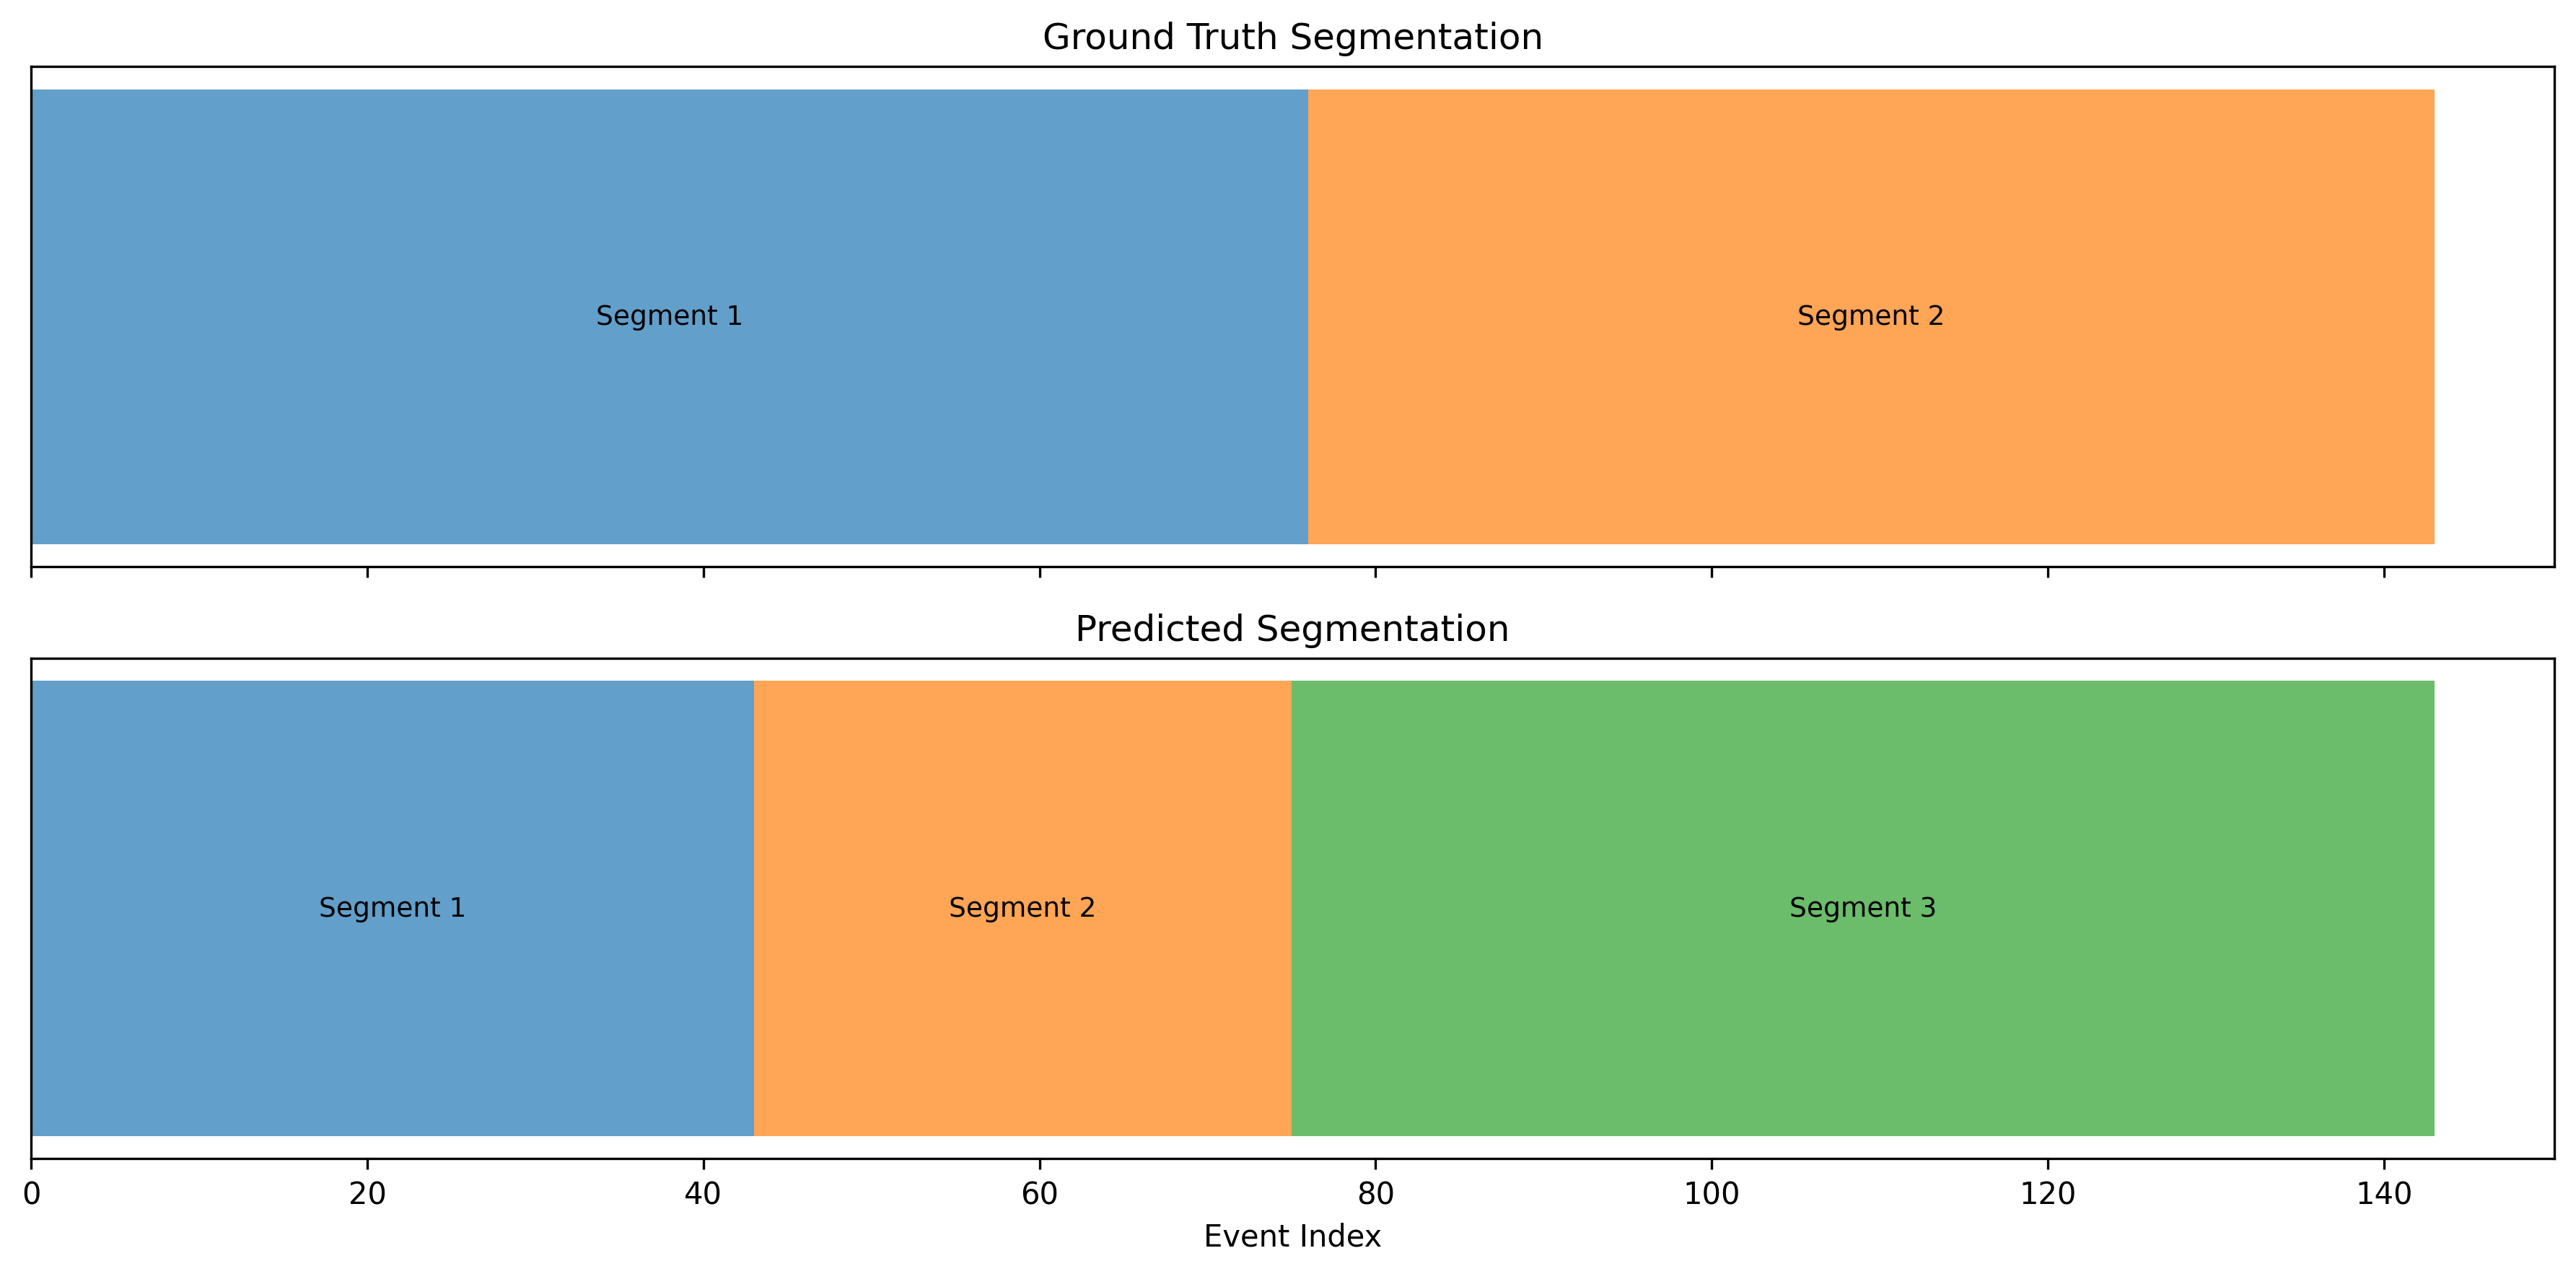 Ground Truth Segmentation
Segment 1
Segment 2
Predicted Segmentation
Segment 1
Segment 2
Segment 3
0
20
40
60
80
100
120
140
Event Index